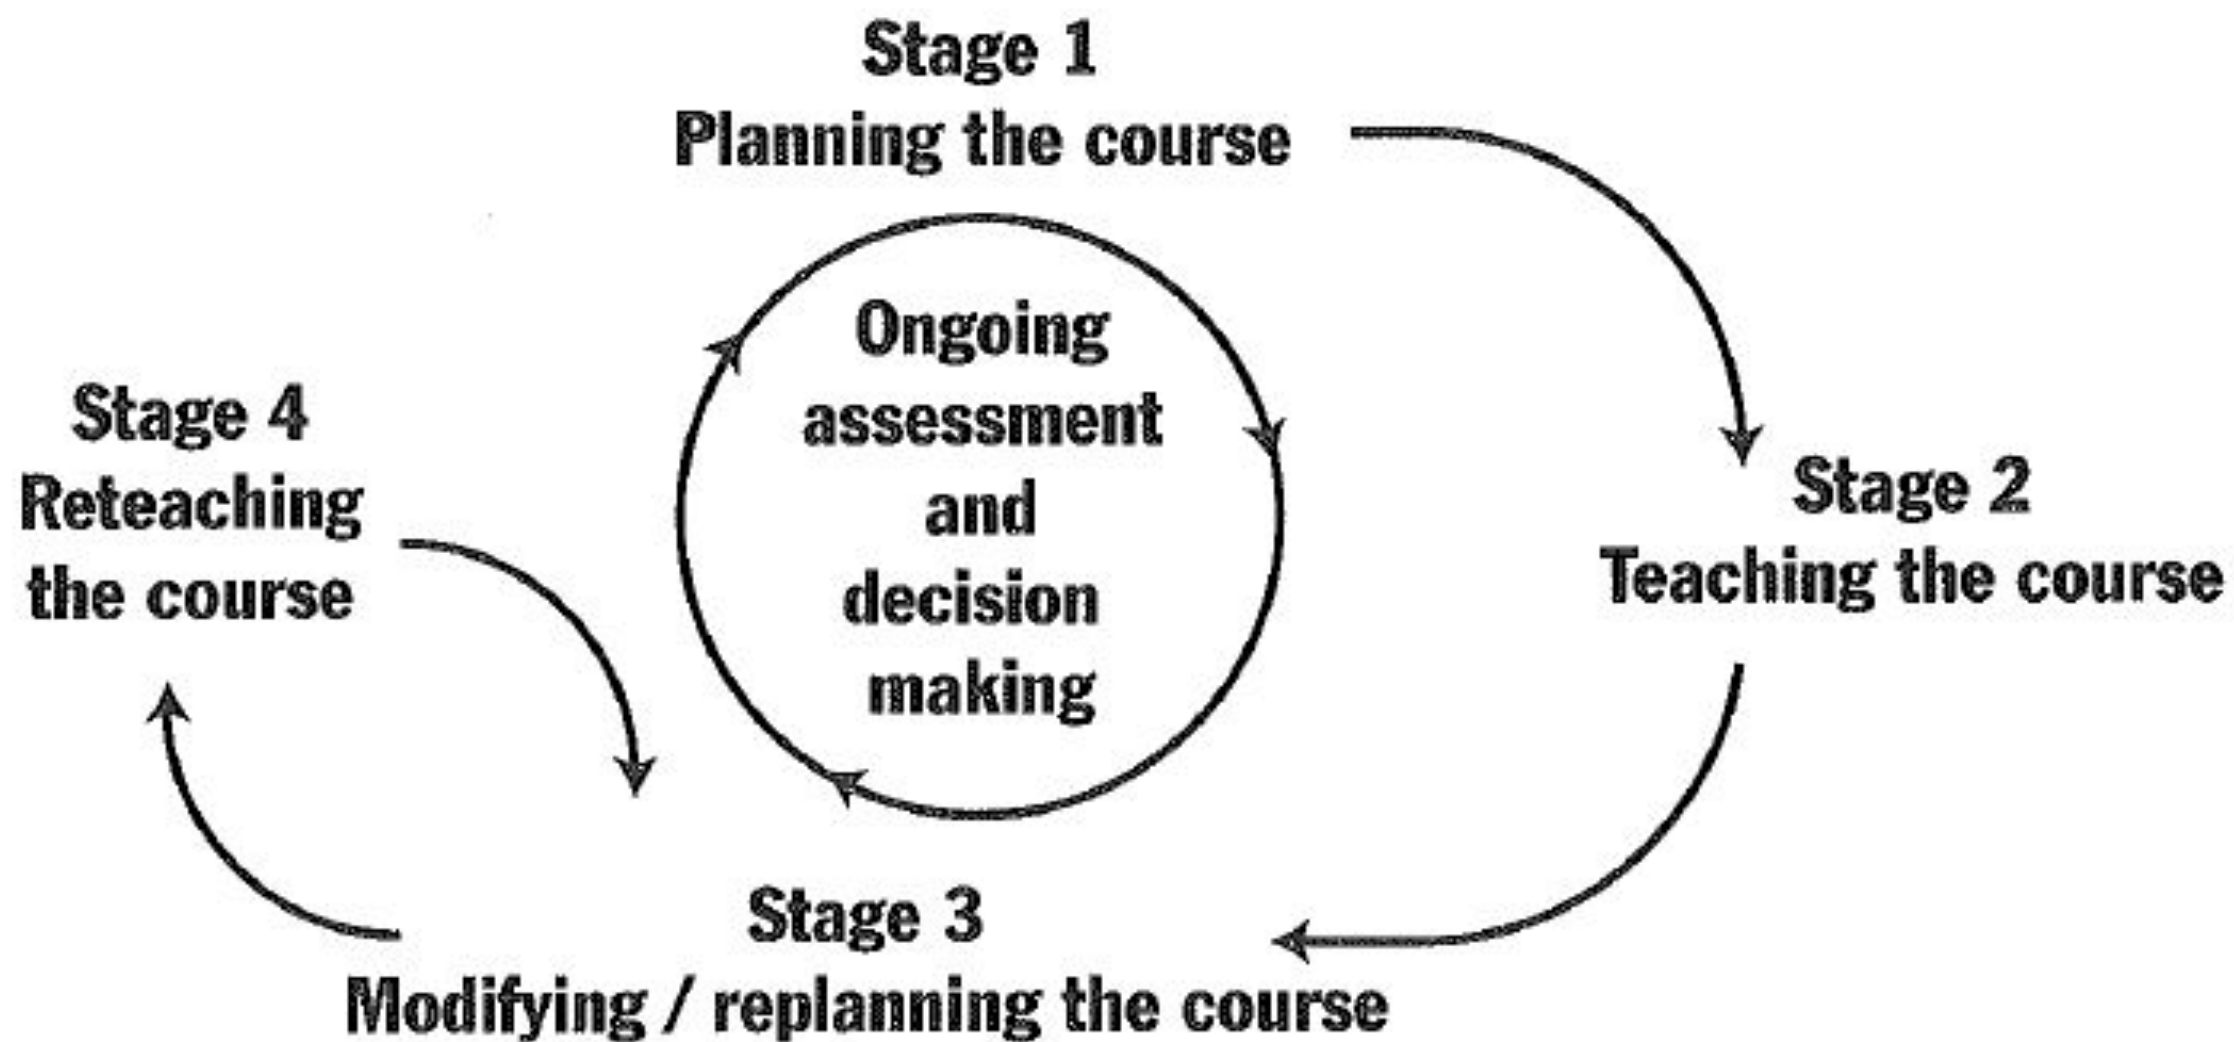 Stage 1
Planning the course
Ongoing
assessment
and
decision
making
Stage 4
Reteaching
the course
Stage 2
Teaching the course
Stage 3
Modifying / replanning the course